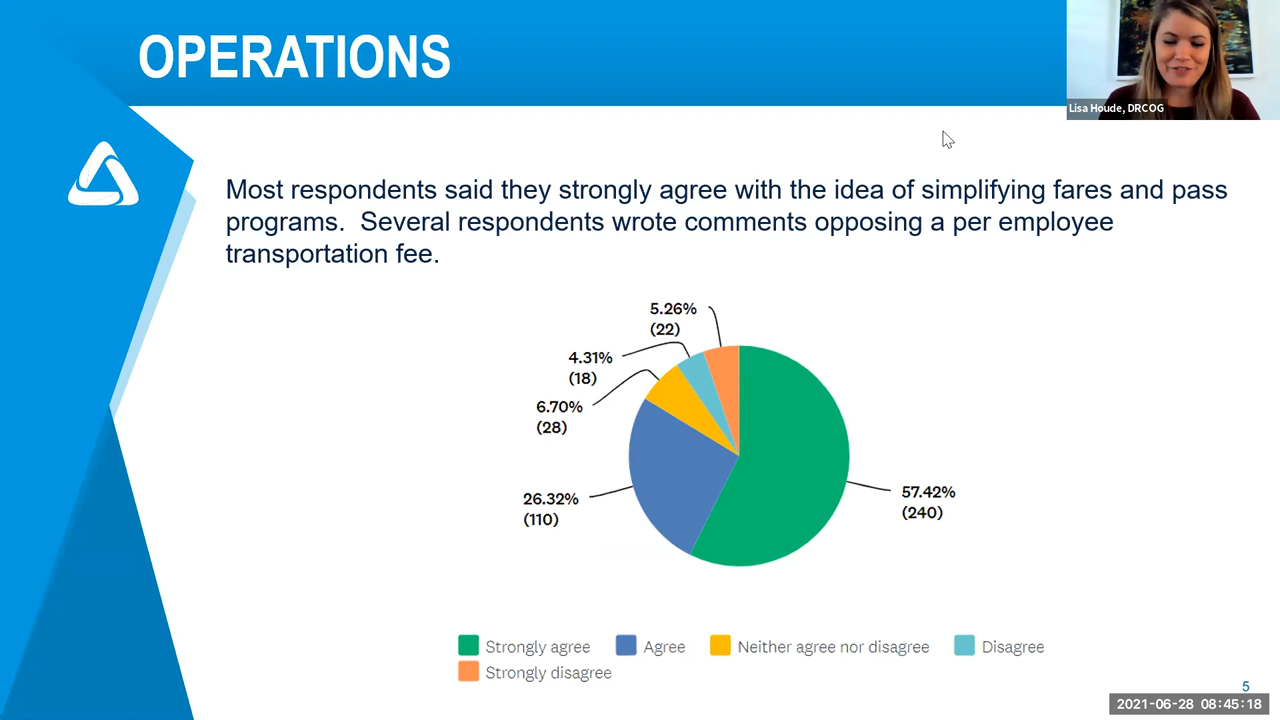 OPERATIONS
Lisa Houde, DRCOG
Most respondents said they strongly agree with the idea of simplifying fares and pass
programs.  Several respondents wrote comments opposing a per employee
transportation fee.
5.26%
(22)
4.31%
(18)
6.70%
(28)
26.32%
(110)
57.42%
(240)
Strongly agree
Agree
Neither agree nor disagree
Disagree
Strongly disagree
5
2021-06-28 08:45:18